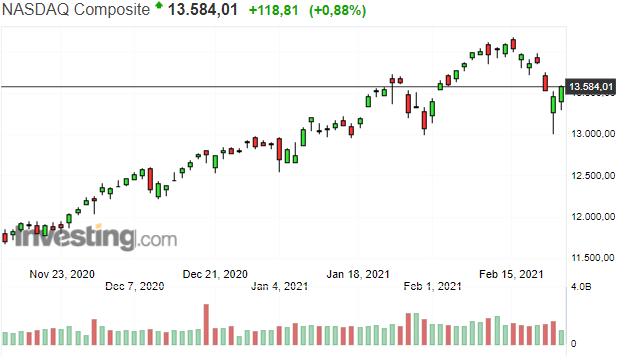 NASDAQ Composite 13.584,01 +118,81 (+0,88%)
13.584,01
13.000,00
12.500,00
12.000,00
11.500,00
Investing.com
Nov 23, 2020 Dec 21, 2020 Jan 18, 2021 Feb 15, 2021
Dec 7, 2020 Jan 4, 2021 Feb 1, 2021
4.0B
0